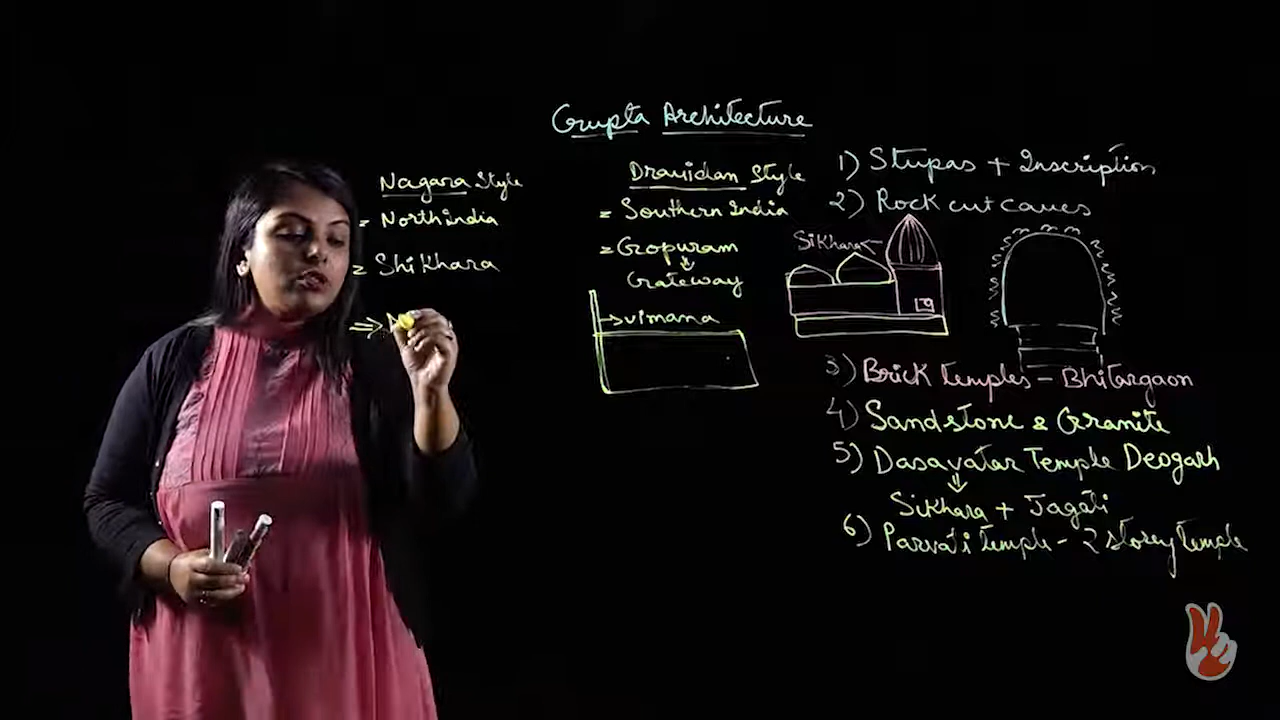 Gupta Architecture
Nagara Style
= North India
= Shikhara
=>
Dravidan Style
= Southern India
= Gopuram
Gateway
→ vimana
1) Stupas + Inscription
2) Rock cut caves
Sikhara
3) Brick temples - Bhitargaon
4) Sandstone & Granite
5) Dasavatar Temple Deogarh
Sikhara + Jagati
6) Parvati temple - 2 storey temple